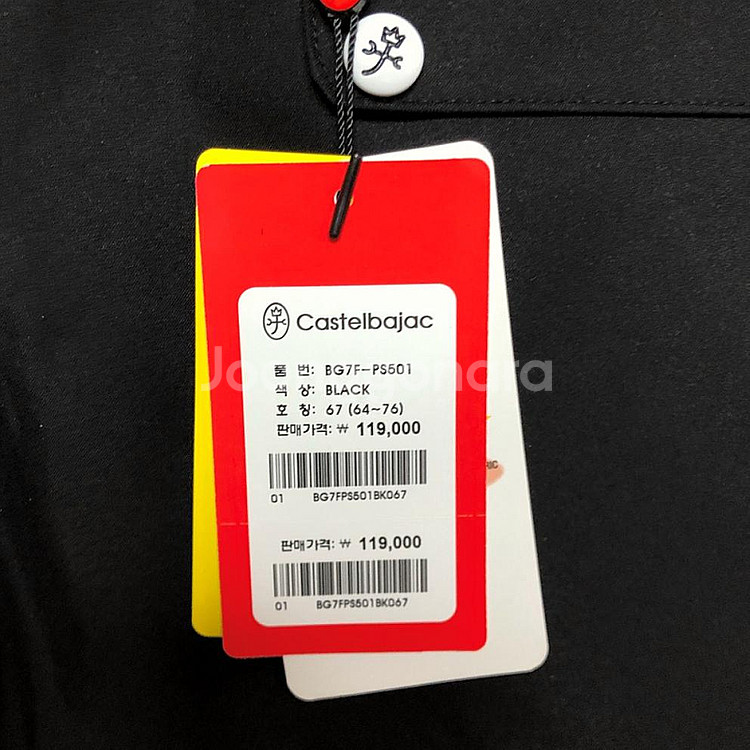 Castelbajac
품 번: BG7F-PS501
색 상: BLACK
호 칭: 67 (64~76)
판매가격: ₩ 119,000
01 BG7FPS501BK067
판매가격: ₩ 119,000
01 BG7FPS501BK067